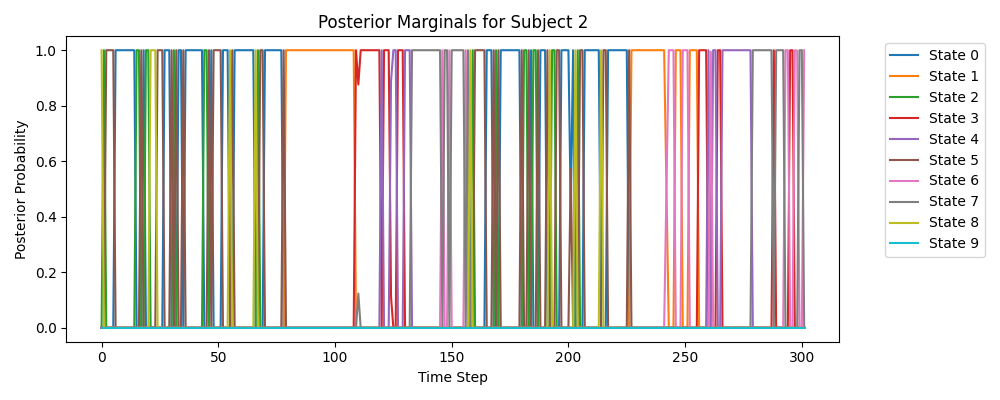 Posterior Marginals for Subject 2
Posterior Probability
1.0
0.8
0.6
0.4
0.2
0.0
0
50
100
150
200
250
300
Time Step
State 0
State 1
State 2
State 3
State 4
State 5
State 6
State 7
State 8
State 9